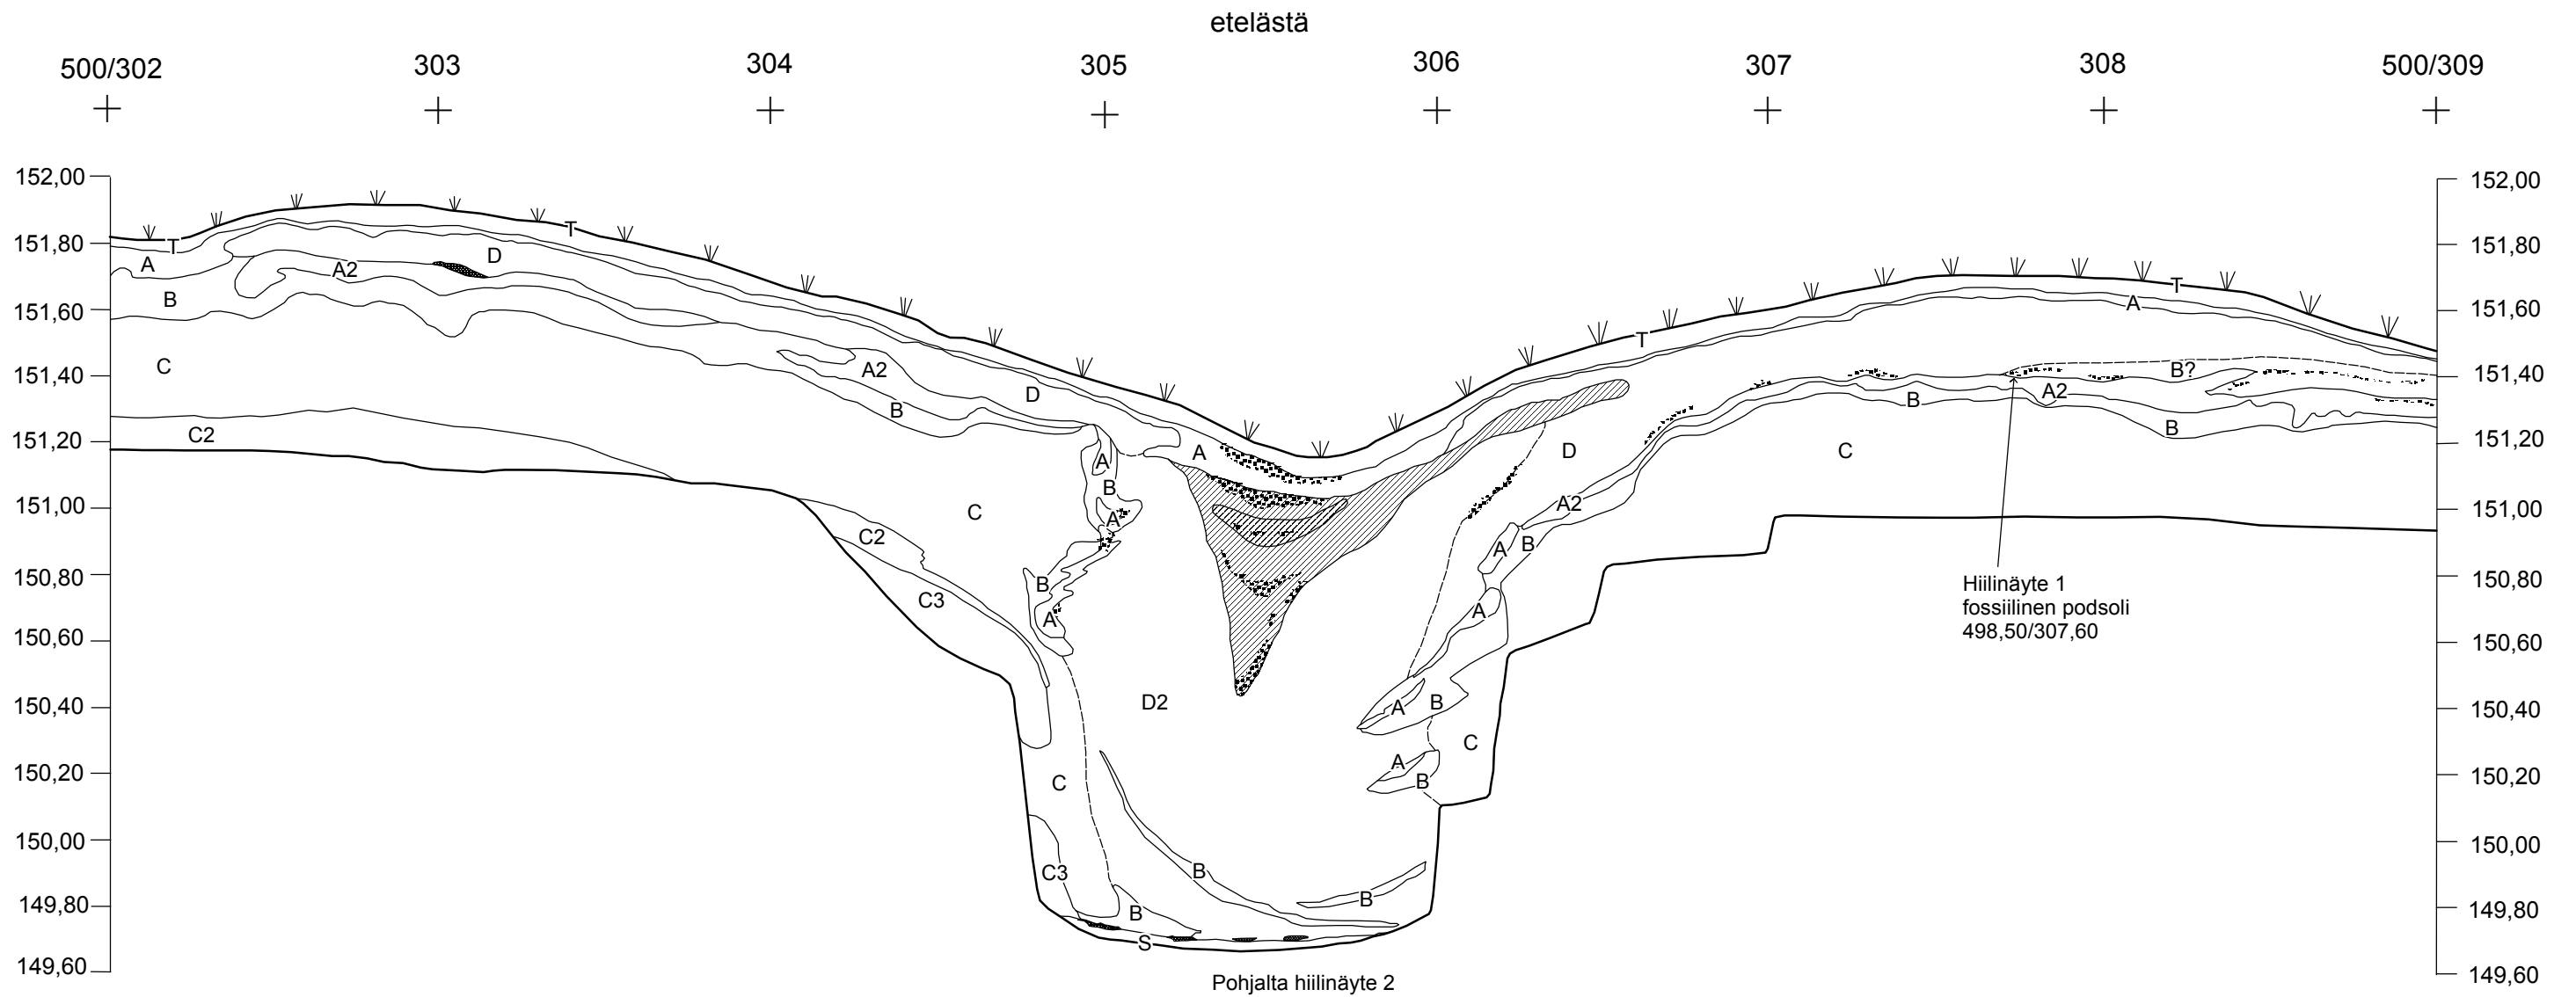 etelästä
500/302 303 304 305 306 307 308 500/309
152,00 152,00
151,80 T T D T A 151,80
A A2
B
151,60 T 151,60
C A2 D B? A2 151,40
151,40 B B
C2 A D C B 151,20
151,20 A
B
151,00 C A A2 151,00
C2 A B
150,80 B 150,80
C3 A A
Hiilinäyte 1
fossiilinen podsoli
498,50/307,60
150,60 150,60
150,40 D2 A B 150,40
C
150,20 C A B 150,20
150,00 150,00
C3 B B
149,80 B 149,80
S
149,60 149,60
Pohjalta hiilinäyte 2